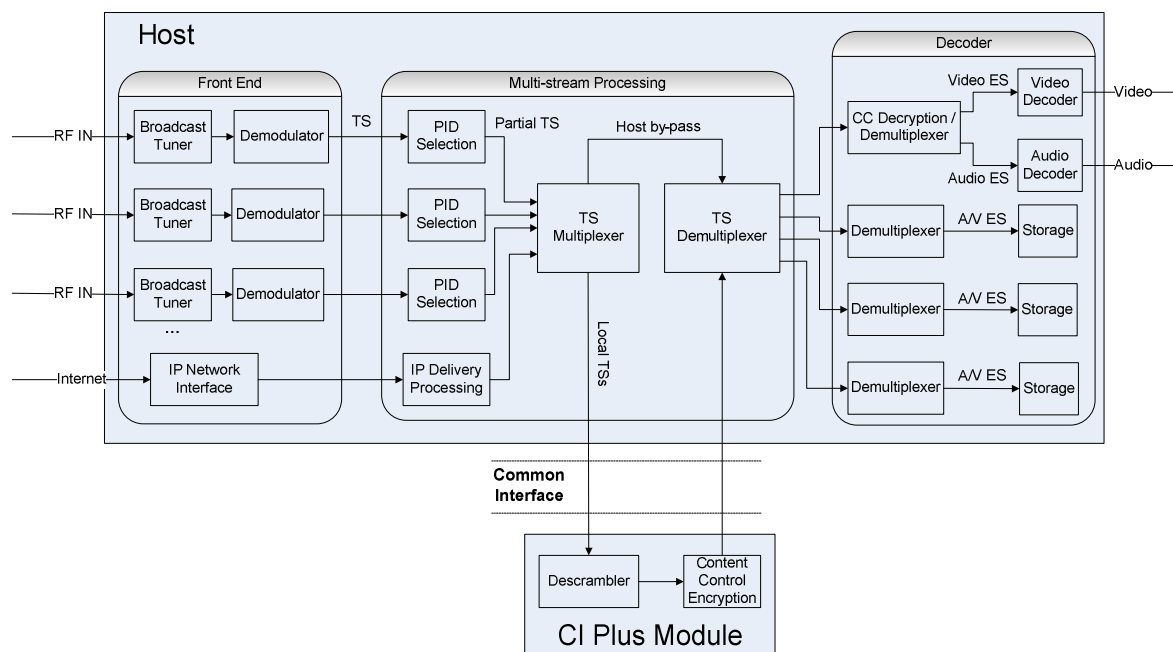 Host
Front End
Multi-stream Processing
Decoder
RF IN
Broadcast
Tuner
Demodulator
TS
PID
Selection
Partial TS
Host by-pass
CC Decryption /
Demultiplexer
Video ES
Video
Decoder
Video
Audio ES
Audio
Decoder
Audio
RF IN
Broadcast
Tuner
Demodulator
PID
Selection
TS
Multiplexer
TS
Demultiplexer
Demultiplexer
A/V ES
Storage
RF IN
Broadcast
Tuner
Demodulator
PID
Selection
Demultiplexer
A/V ES
Storage
...
Internet
IP Network
Interface
IP Delivery
Processing
Local TSs
Demultiplexer
A/V ES
Storage
Common
Interface
Descrambler
Content
Control
Encryption
CI Plus Module